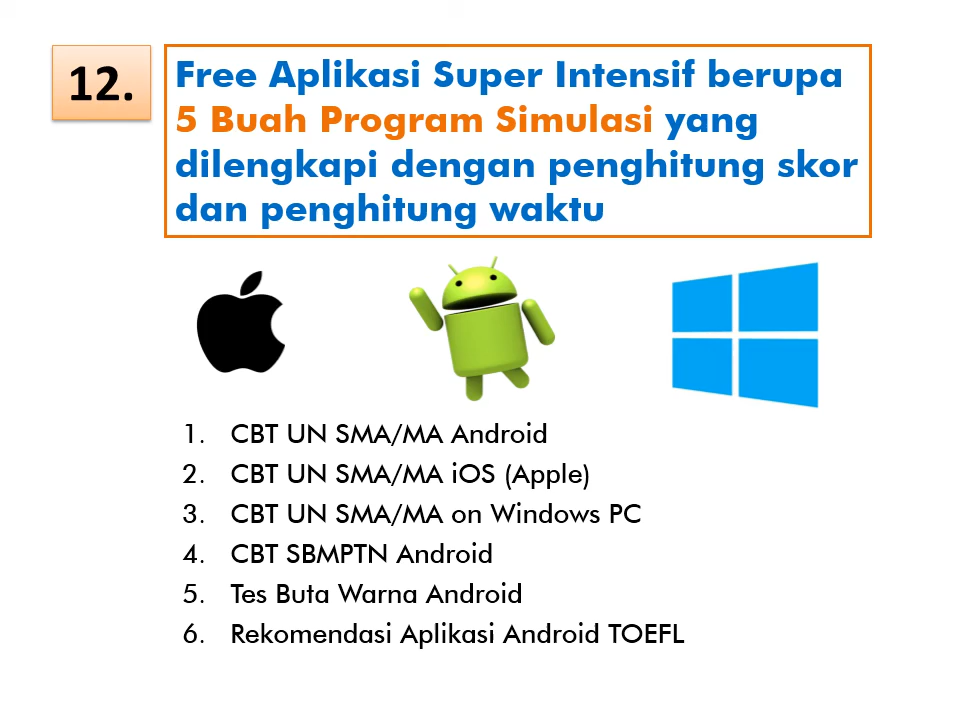 12.
Free Aplikasi Super Intensif berupa
5 Buah Program Simulasi yang
dilengkapi dengan penghitung skor
dan penghitung waktu
1. CBT UN SMA/MA Android
2. CBT UN SMA/MA iOS (Apple)
3. CBT UN SMA/MA on Windows PC
4. CBT SBMPTN Android
5. Tes Buta Warna Android
6. Rekomendasi Aplikasi Android TOEFL